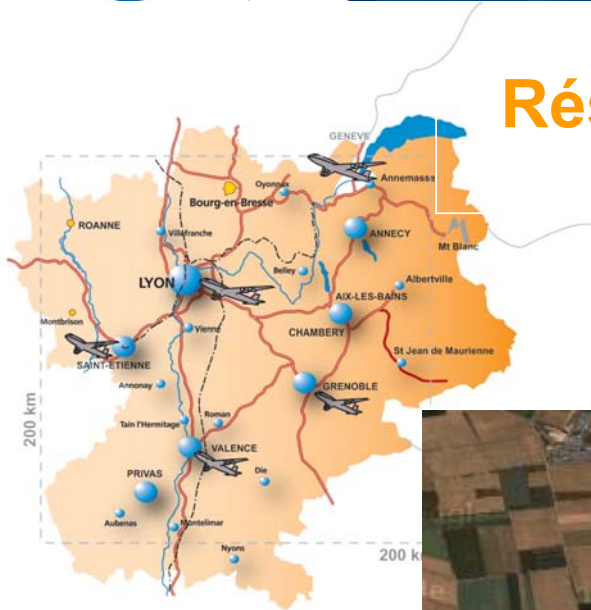 Rés
GENEVE
Annemasss
Oyonnax
Bourg-en-Bresse
ROANNE
Villéfranche
ANNECY
Mt Blanc
Belley
LYON
Albertville
AIX-LES-BAINS
Montbrison
Vienne
CHAMBERY
SAINT-ETIENNE
St Jean de Maurienne
Annonay
GRENOBLE
200 km
Tain l'Hermitage
Roman
VALENCE
Die
PRIVAS
Aubenas
Montelimar
Nyons
200 k